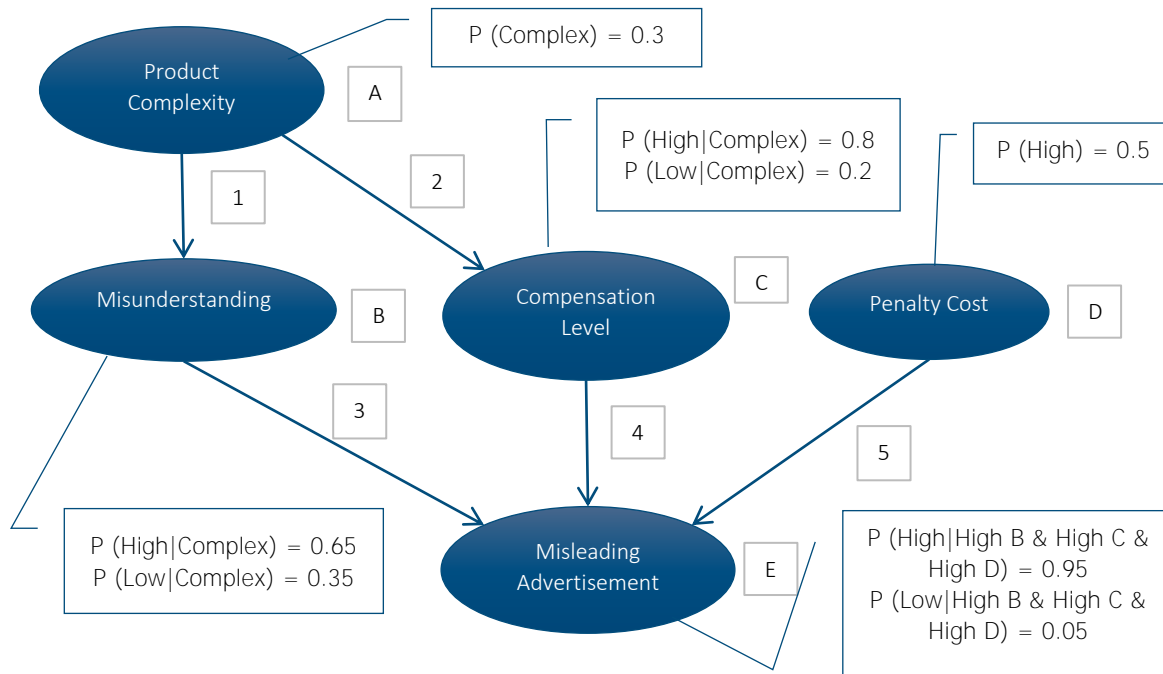 P (Complex) = 0.3
Product
Complexity
A
P (High|Complex) = 0.8
P (Low|Complex) = 0.2
P (High) = 0.5
1
2
Misunderstanding
B
Compensation
Level
C
Penalty Cost
D
3
4
5
P (High|Complex) = 0.65
P (Low|Complex) = 0.35
Misleading
Advertisement
E
P (High|High B & High C &
High D) = 0.95
P (Low|High B & High C &
High D) = 0.05